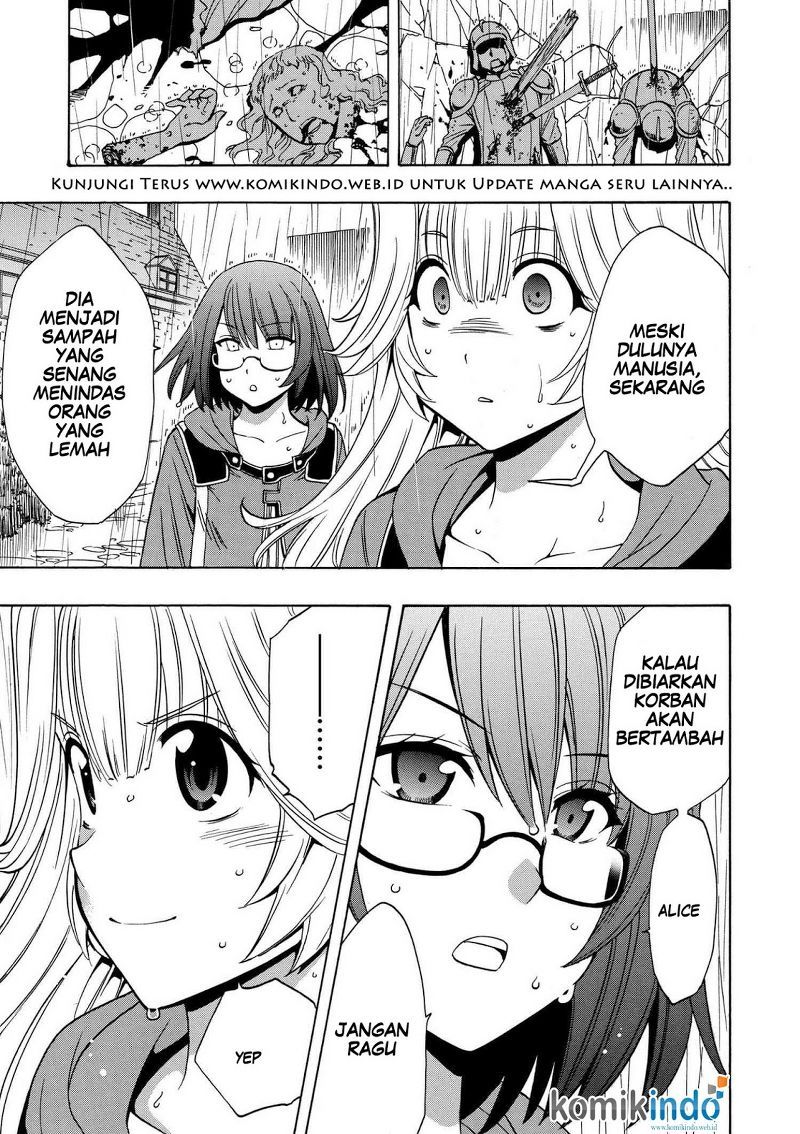 KUNJUNGI TERUS WWW.KOMIKINDO.WEB.ID UNTUK UPDATE MANGA SERU LAINNYA..
MESKI
DULUNYA
MANUSIA,
SEKARANG
DIA
MENJADI
SAMPAH
YANG
SENANG
MENINDAS
ORANG
YANG
LEMAH
KALAU
DIBIARKAN
KORBAN
AKAN
BERTAMBAH
ALICE
JANGAN
RAGU
YEP
komikindo
www.komikindo.web.id